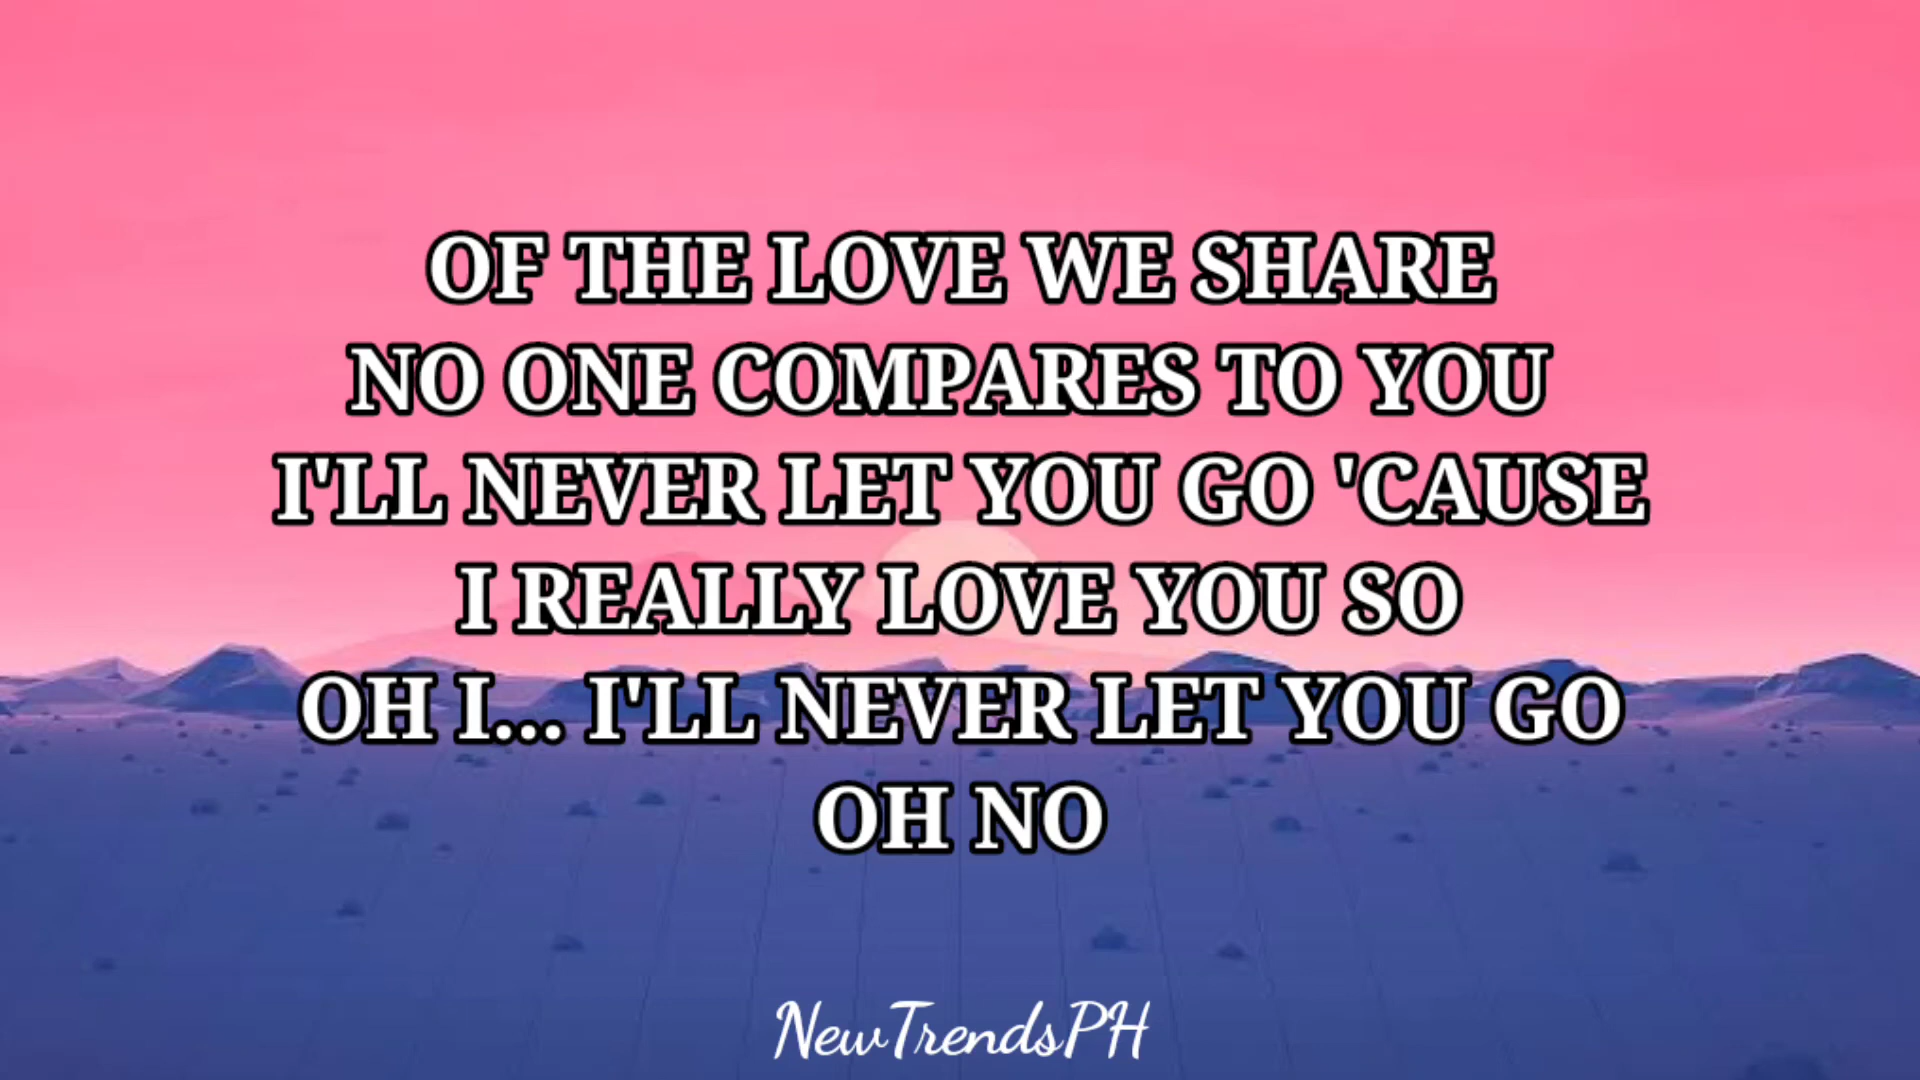 OF THE LOVE WE SHARE
NO ONE COMPARES TO YOU
I'LL NEVER LET YOU GO 'CAUSE
I REALLY LOVE YOU SO
OH I... I'LL NEVER LET YOU GO
OH NO
NewTrendsPH